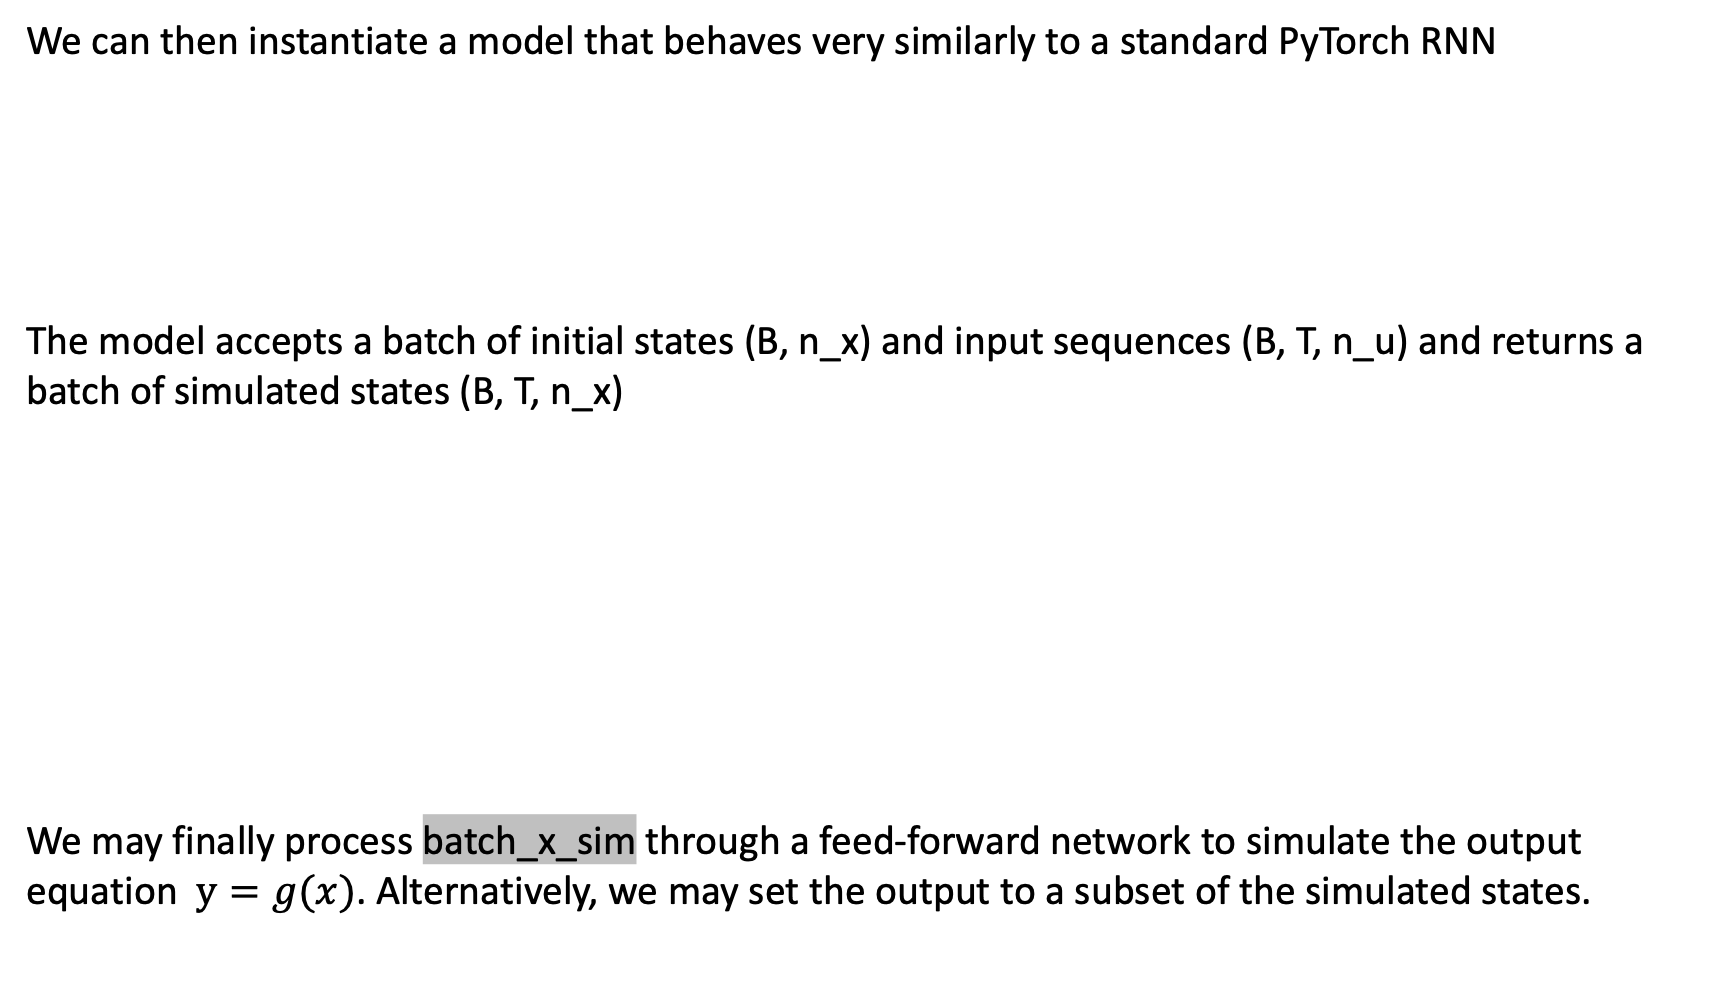 We can then instantiate a model that behaves very similarly to a standard PyTorch RNN
The model accepts a batch of initial states (B, n_x) and input sequences (B, T, n_u) and returns a
batch of simulated states (B, T, n_x)
We may finally process batch_x_sim through a feed-forward network to simulate the output
equation y = g(x). Alternatively, we may set the output to a subset of the simulated states.